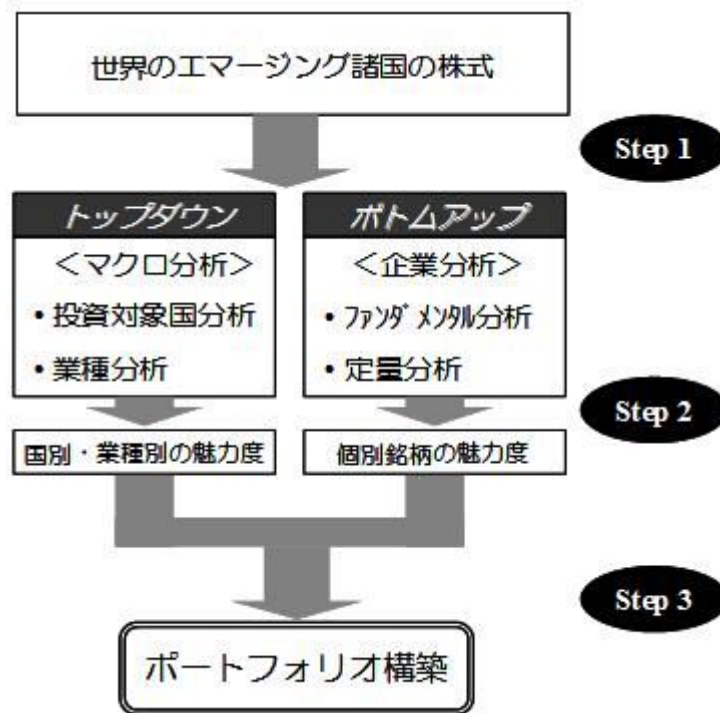 世界のエマージング諸国の株式
Step 1
トップダウン
＜マクロ分析＞
・投資対象国分析
・業種分析
ボトムアップ
＜企業分析＞
・ﾌｧﾝﾀﾞﾒﾝﾀﾙ分析
・定量分析
Step 2
国別・業種別の魅力度
個別銘柄の魅力度
Step 3
ポートフォリオ構築